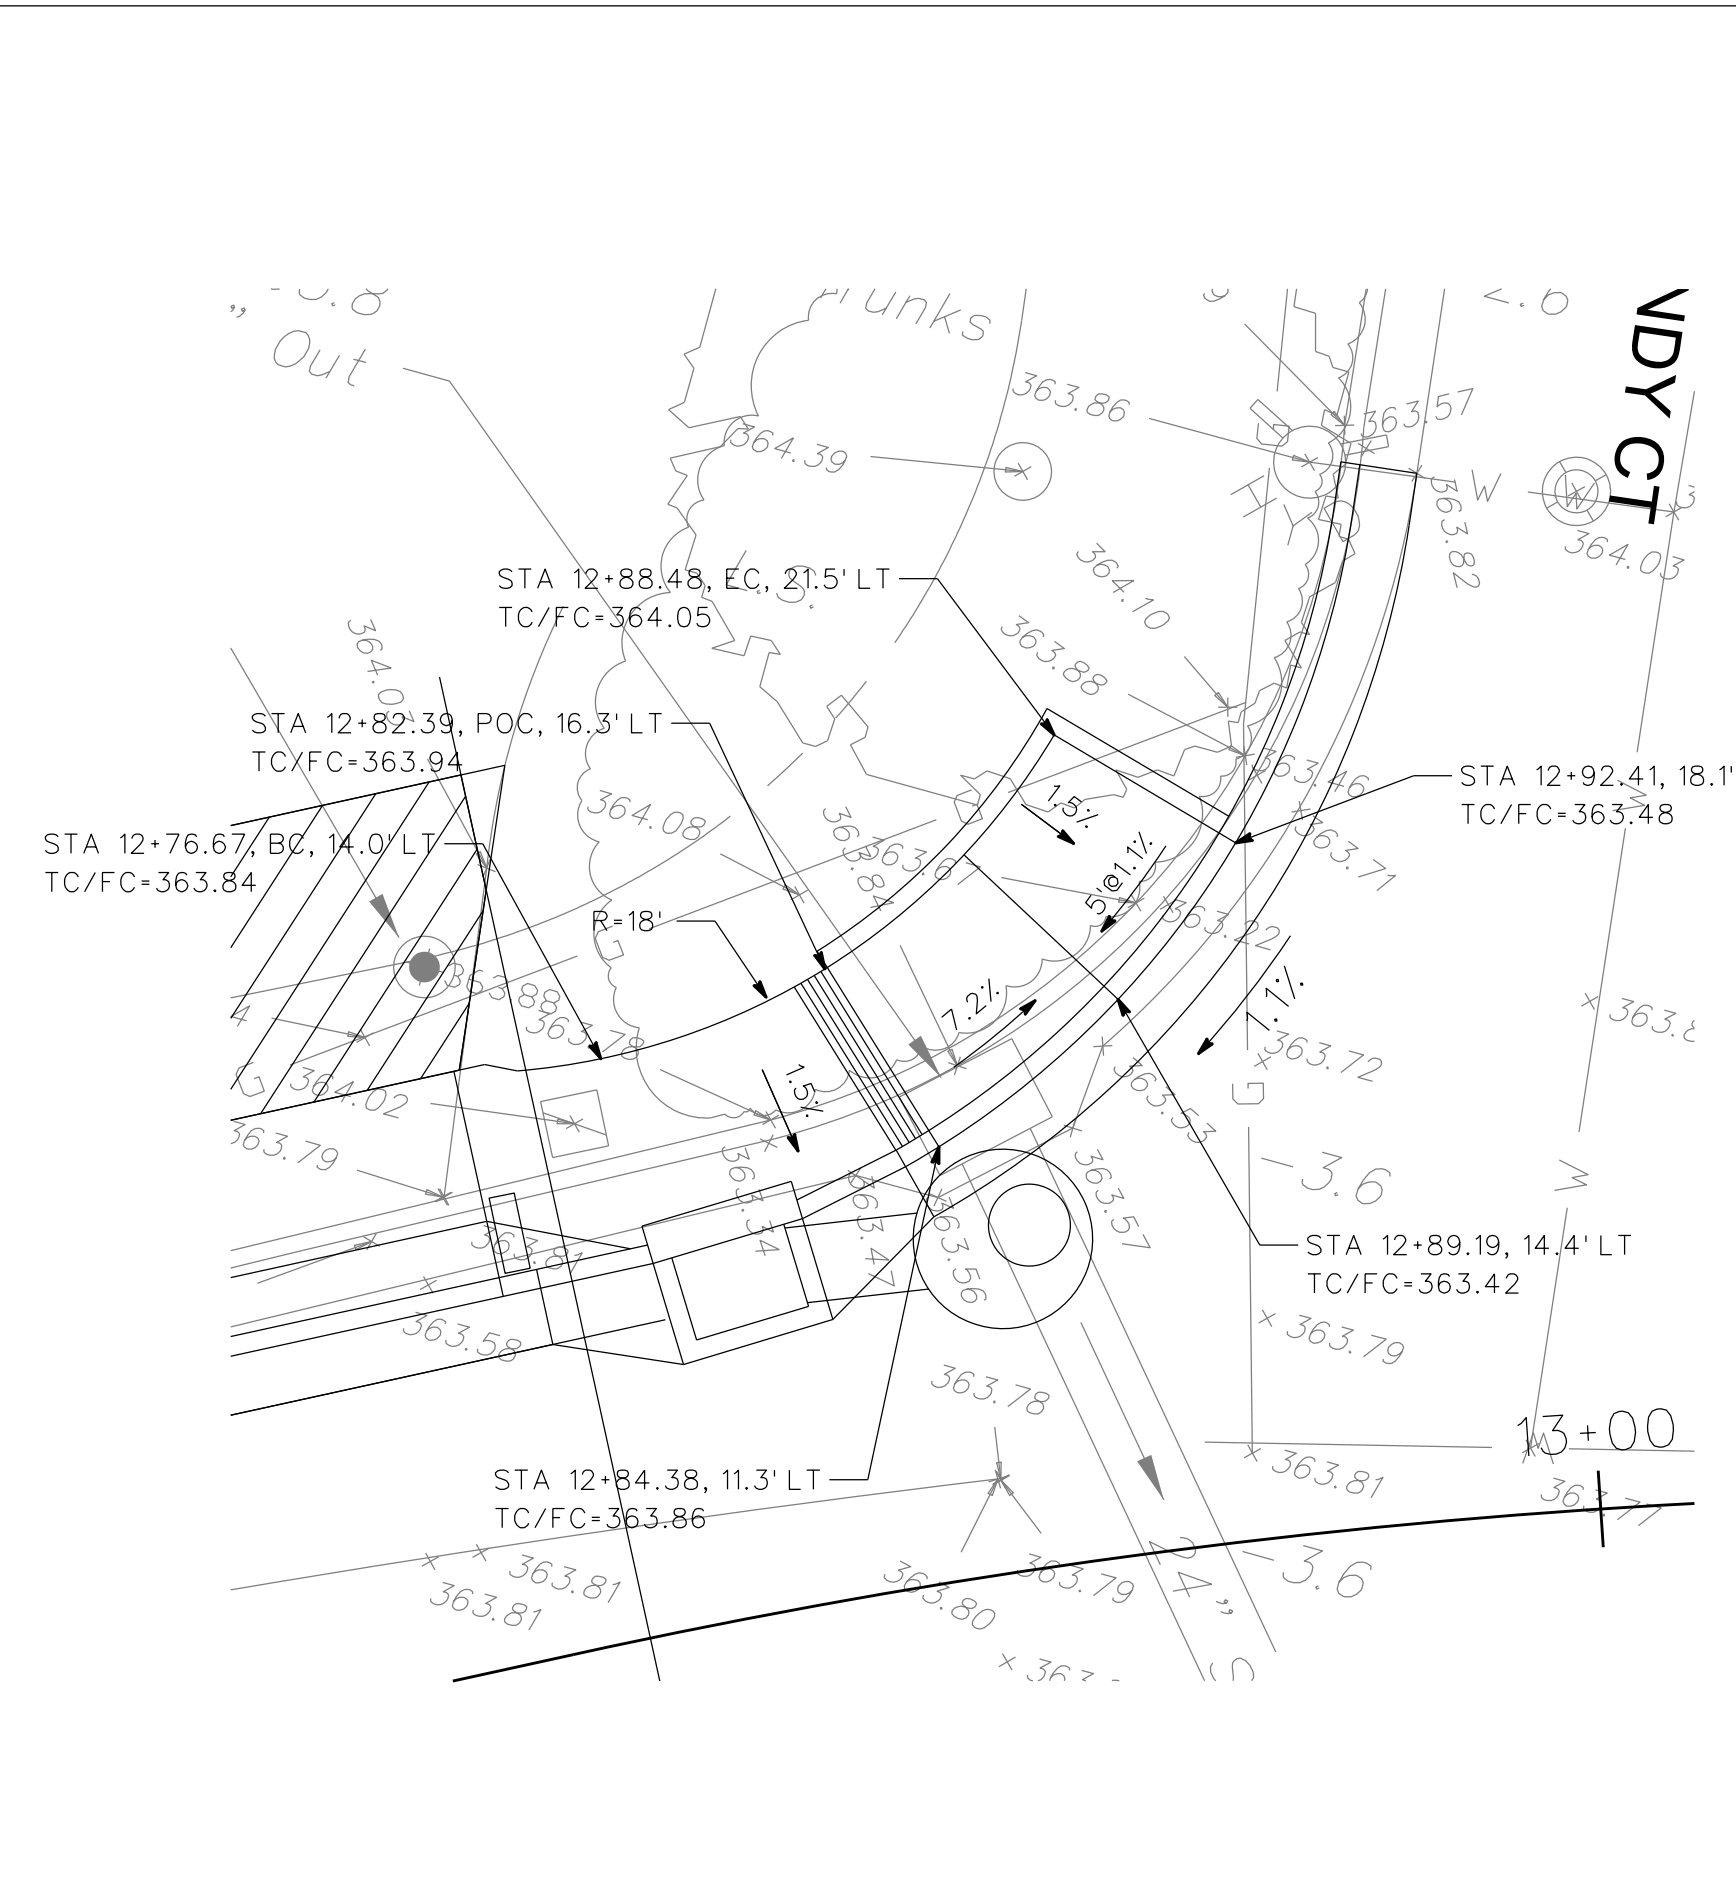 Out
NDY CT
363.86
363.57
364.39
W
W
363.82
364.03
364.10
STA 12+88.48, EC, 21.5' LT
TC/FC=364.05
363.88
STA 12+82.39, POC, 16.3' LT
TC/FC=363.94
363.46
STA 12+92.41, 18.1'
TC/FC=363.48
1.5%
364.08
363.84
363.71
STA 12+76.67, BC, 14.0' LT
TC/FC=363.84
5'@1.1%
R=18'
G
363.22
363.88
7.2%
363.78
363.72
1.5%
G
364.02
G
363.53
363.79
-3.6
363.34
363.47
363.57
363.56
363.81
STA 12+89.19, 14.4' LT
TC/FC=363.42
363.58
363.79
363.78
13+00
363.81
STA 12+84.38, 11.3' LT
TC/FC=363.86
363.77
363.81
363.81
363.80
363.79
24"
-3.6